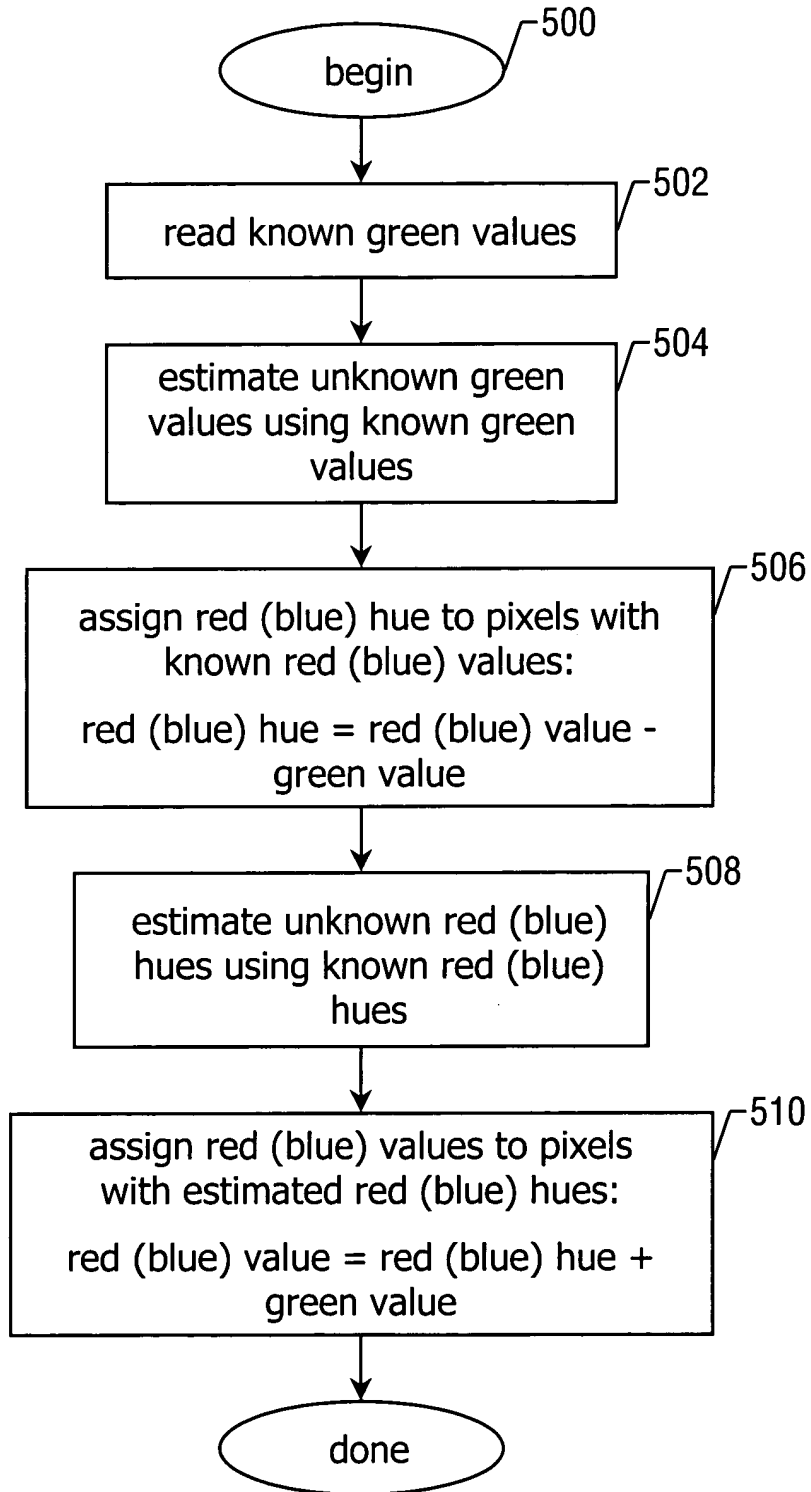 500
begin
502
read known green values
504
estimate unknown green
values using known green
values
506
assign red (blue) hue to pixels with
known red (blue) values:
red (blue) hue = red (blue) value -
green value
508
estimate unknown red (blue)
hues using known red (blue)
hues
510
assign red (blue) values to pixels
with estimated red (blue) hues:
red (blue) value = red (blue) hue +
green value
done